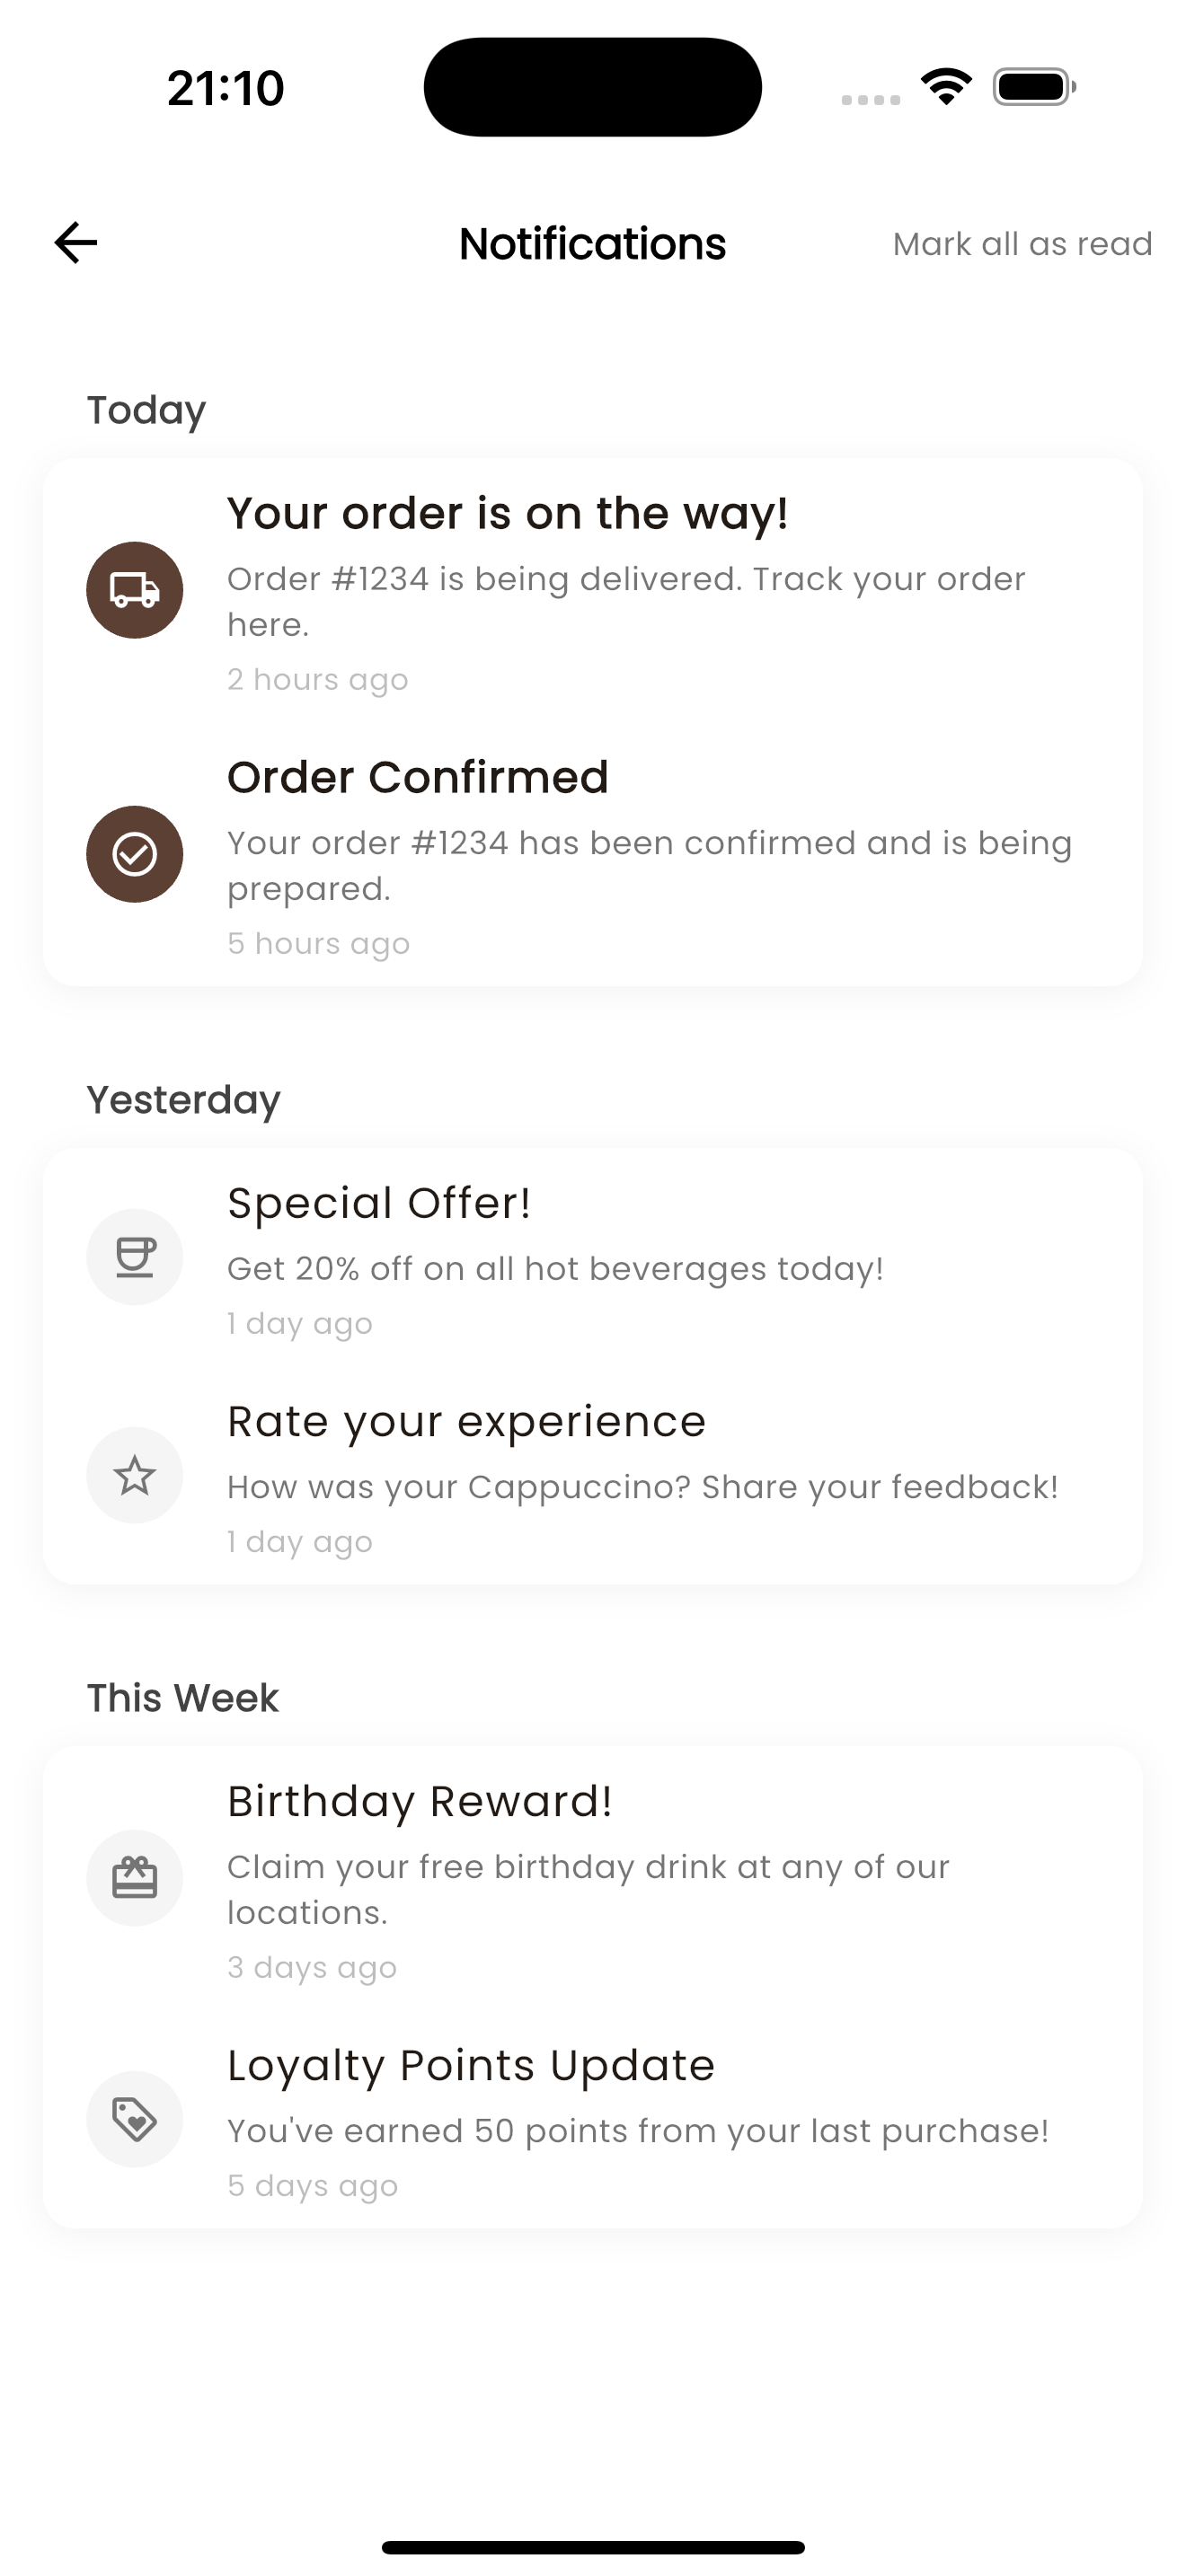 21:10
Notifications
Mark all as read
Today
Your order is on the way!
Order #1234 is being delivered. Track your order
here.
2 hours ago
Order Confirmed
Your order #1234 has been confirmed and is being
prepared.
5 hours ago
Yesterday
Special Offer!
Get 20% off on all hot beverages today!
1 day ago
Rate your experience
How was your Cappuccino? Share your feedback!
1 day ago
This Week
Birthday Reward!
Claim your free birthday drink at any of our
locations.
3 days ago
Loyalty Points Update
You've earned 50 points from your last purchase!
5 days ago